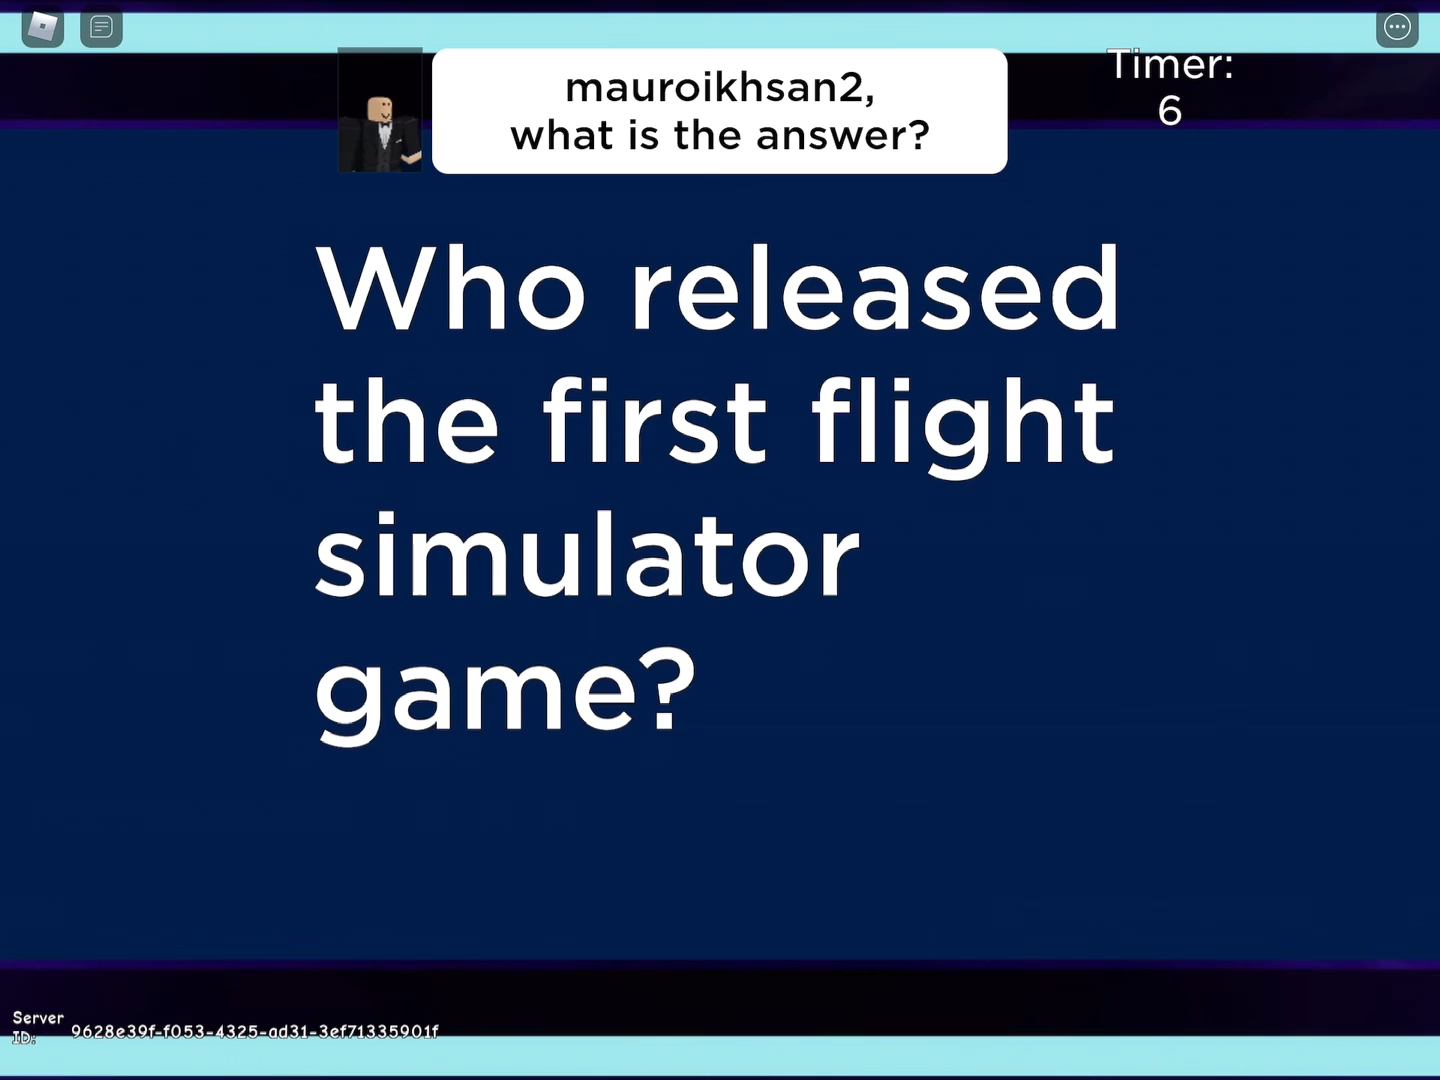 Timer:
6
mauroikhsan2,
what is the answer?
Who released
the first flight
simulator
game?
Server
ID:
9628e39f-f053-4325-ad31-3ef71335901f